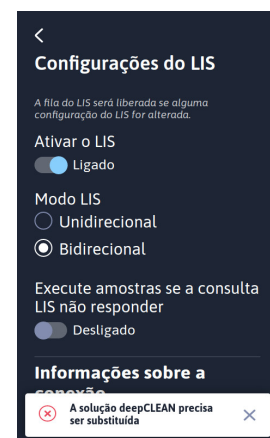 Configurações do LIS
A fila do LIS será liberada se alguma
configuração do LIS for alterada.
Ativar o LIS
Ligado
Modo LIS
Unidirecional
Bidirecional
Execute amostras se a consulta
LIS não responder
Desligado
Informações sobre a
conexão
A solução deepCLEAN precisa
ser substituída